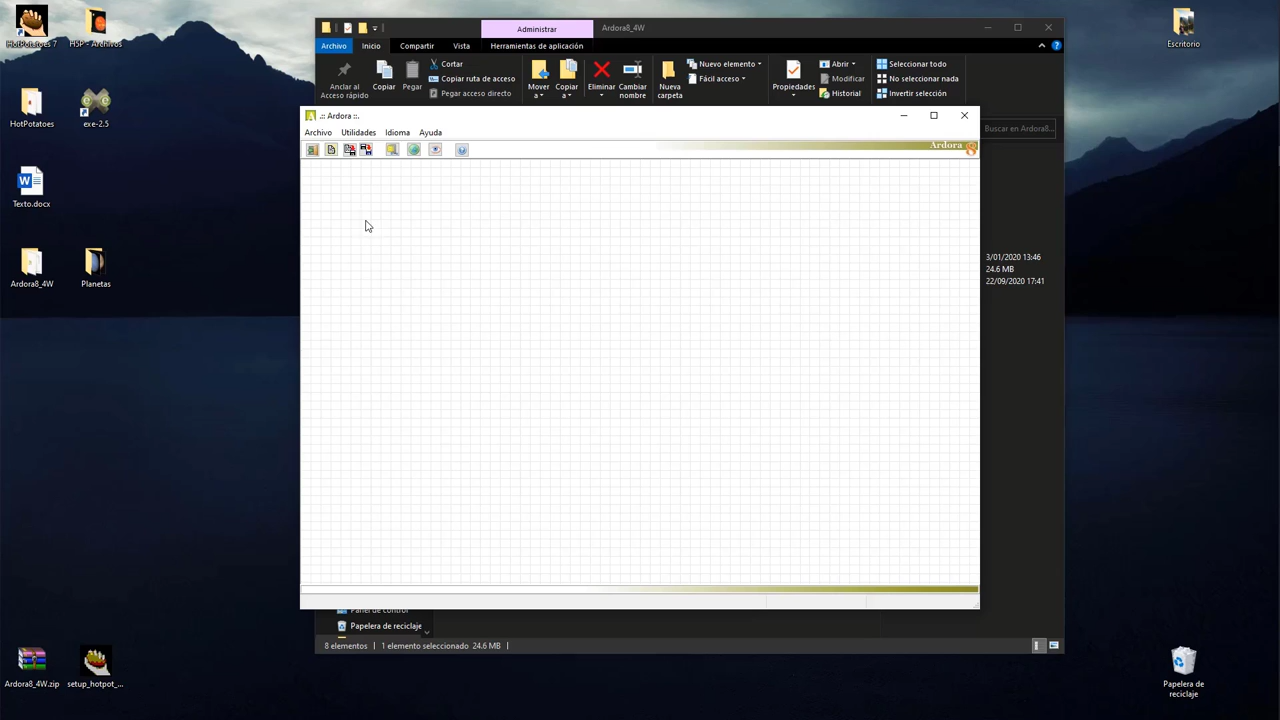 HotPotatoes 7
H5P - Archivos
HotPotatoes
exe-2.5
Texto.docx
Ardora8_4W
Planetas
Ardora8_4W.zip
setup_hotpot_...
Escritorio
Papelera de
reciclaje
Administrar
Ardora8_4W
Archivo
Inicio
Compartir
Vista
Herramientas de aplicación
Anclar al
Acceso rápido
Copiar
Pegar
Cortar
Copiar ruta de acceso
Pegar acceso directo
Mover
a
Copiar
a
Eliminar
Cambiar
nombre
Nueva
carpeta
Nuevo elemento
Fácil acceso
Propiedades
Abrir
Modificar
Historial
Seleccionar todo
No seleccionar nada
Invertir selección
Buscar en Ardora8...
3/01/2020 13:46
24.6 MB
22/09/2020 17:41
.:: Ardora ::.
Archivo
Utilidades
Idioma
Ayuda
Ardora 8
Panel de control
Papelera de reciclaje
8 elementos
1 elemento seleccionado 24.6 MB